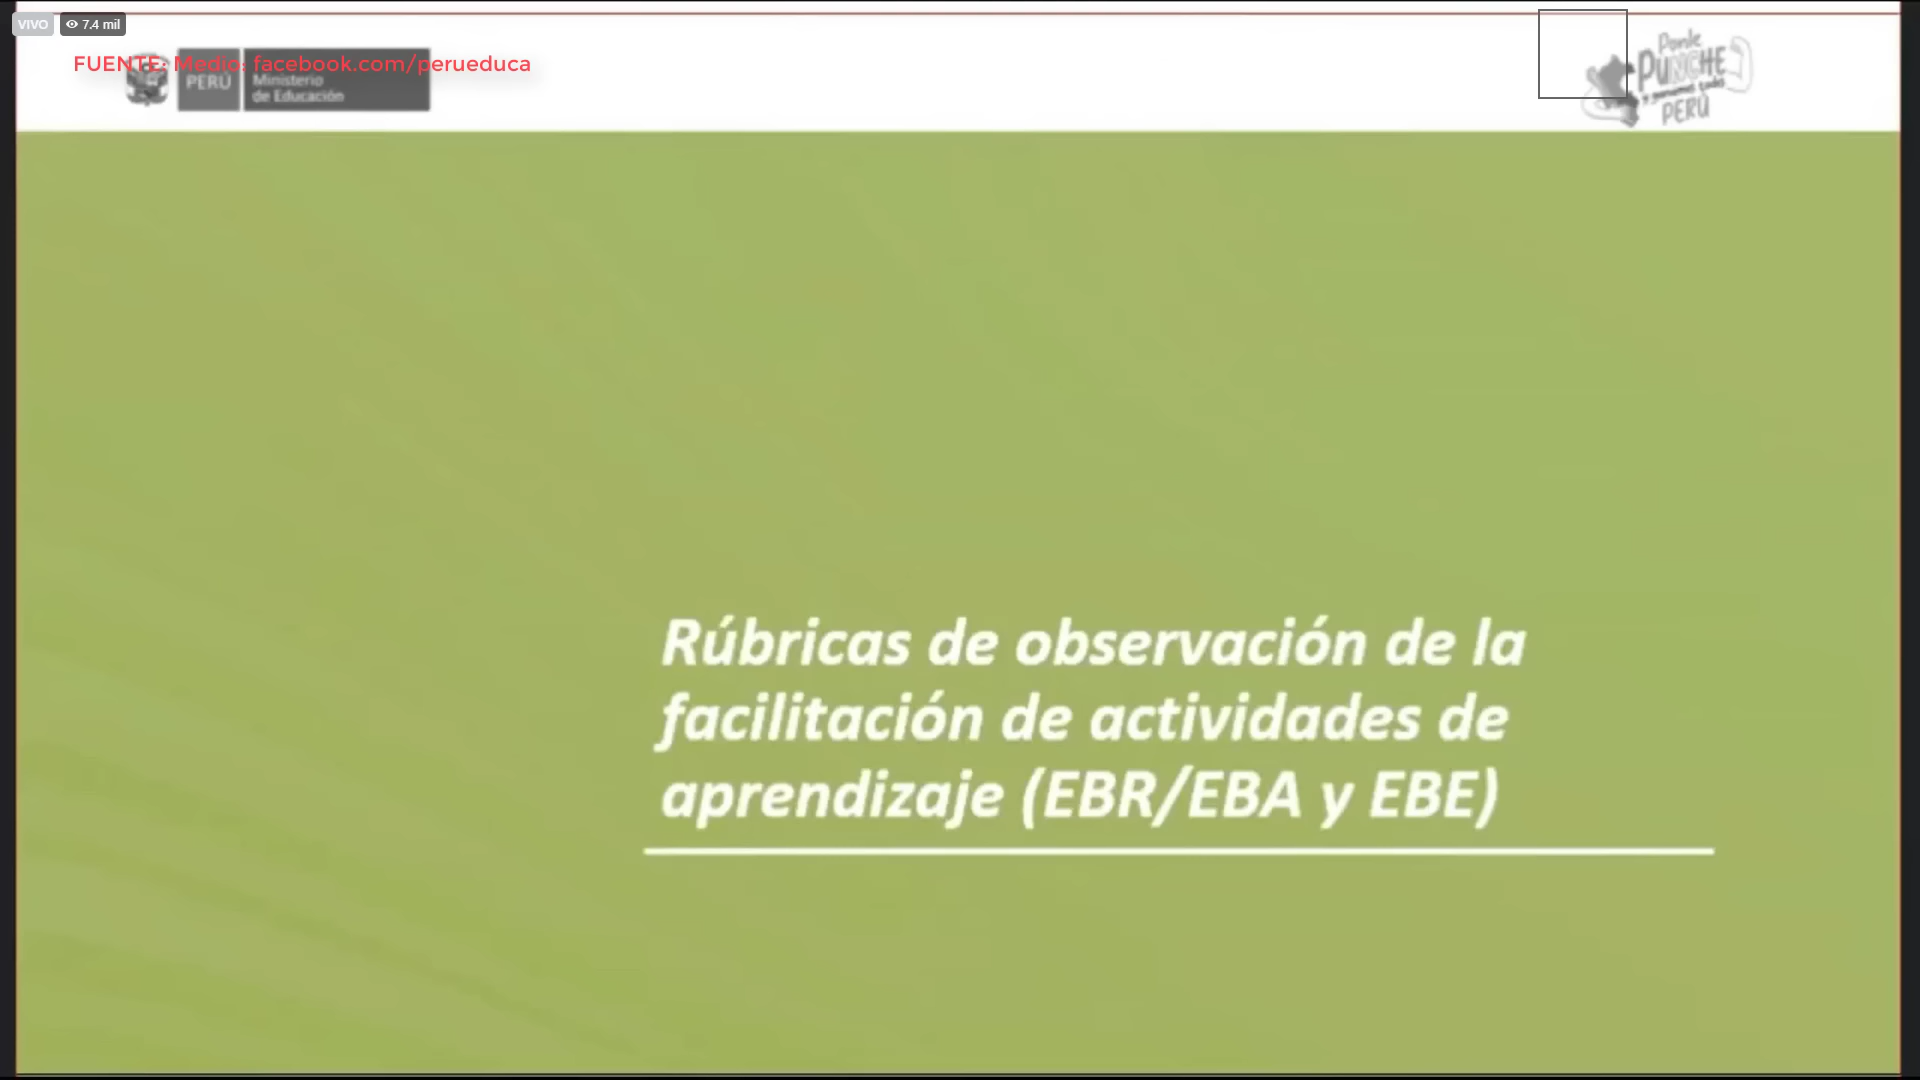 VIVO
7.4 mil
FUENTE: Medio: facebook.com/perueduca
PERÚ
Ministerio
de Educación
Ponle
PUNCHE
PERÚ
Rúbricas de observación de la
facilitación de actividades de
aprendizaje (EBR/EBA y EBE)